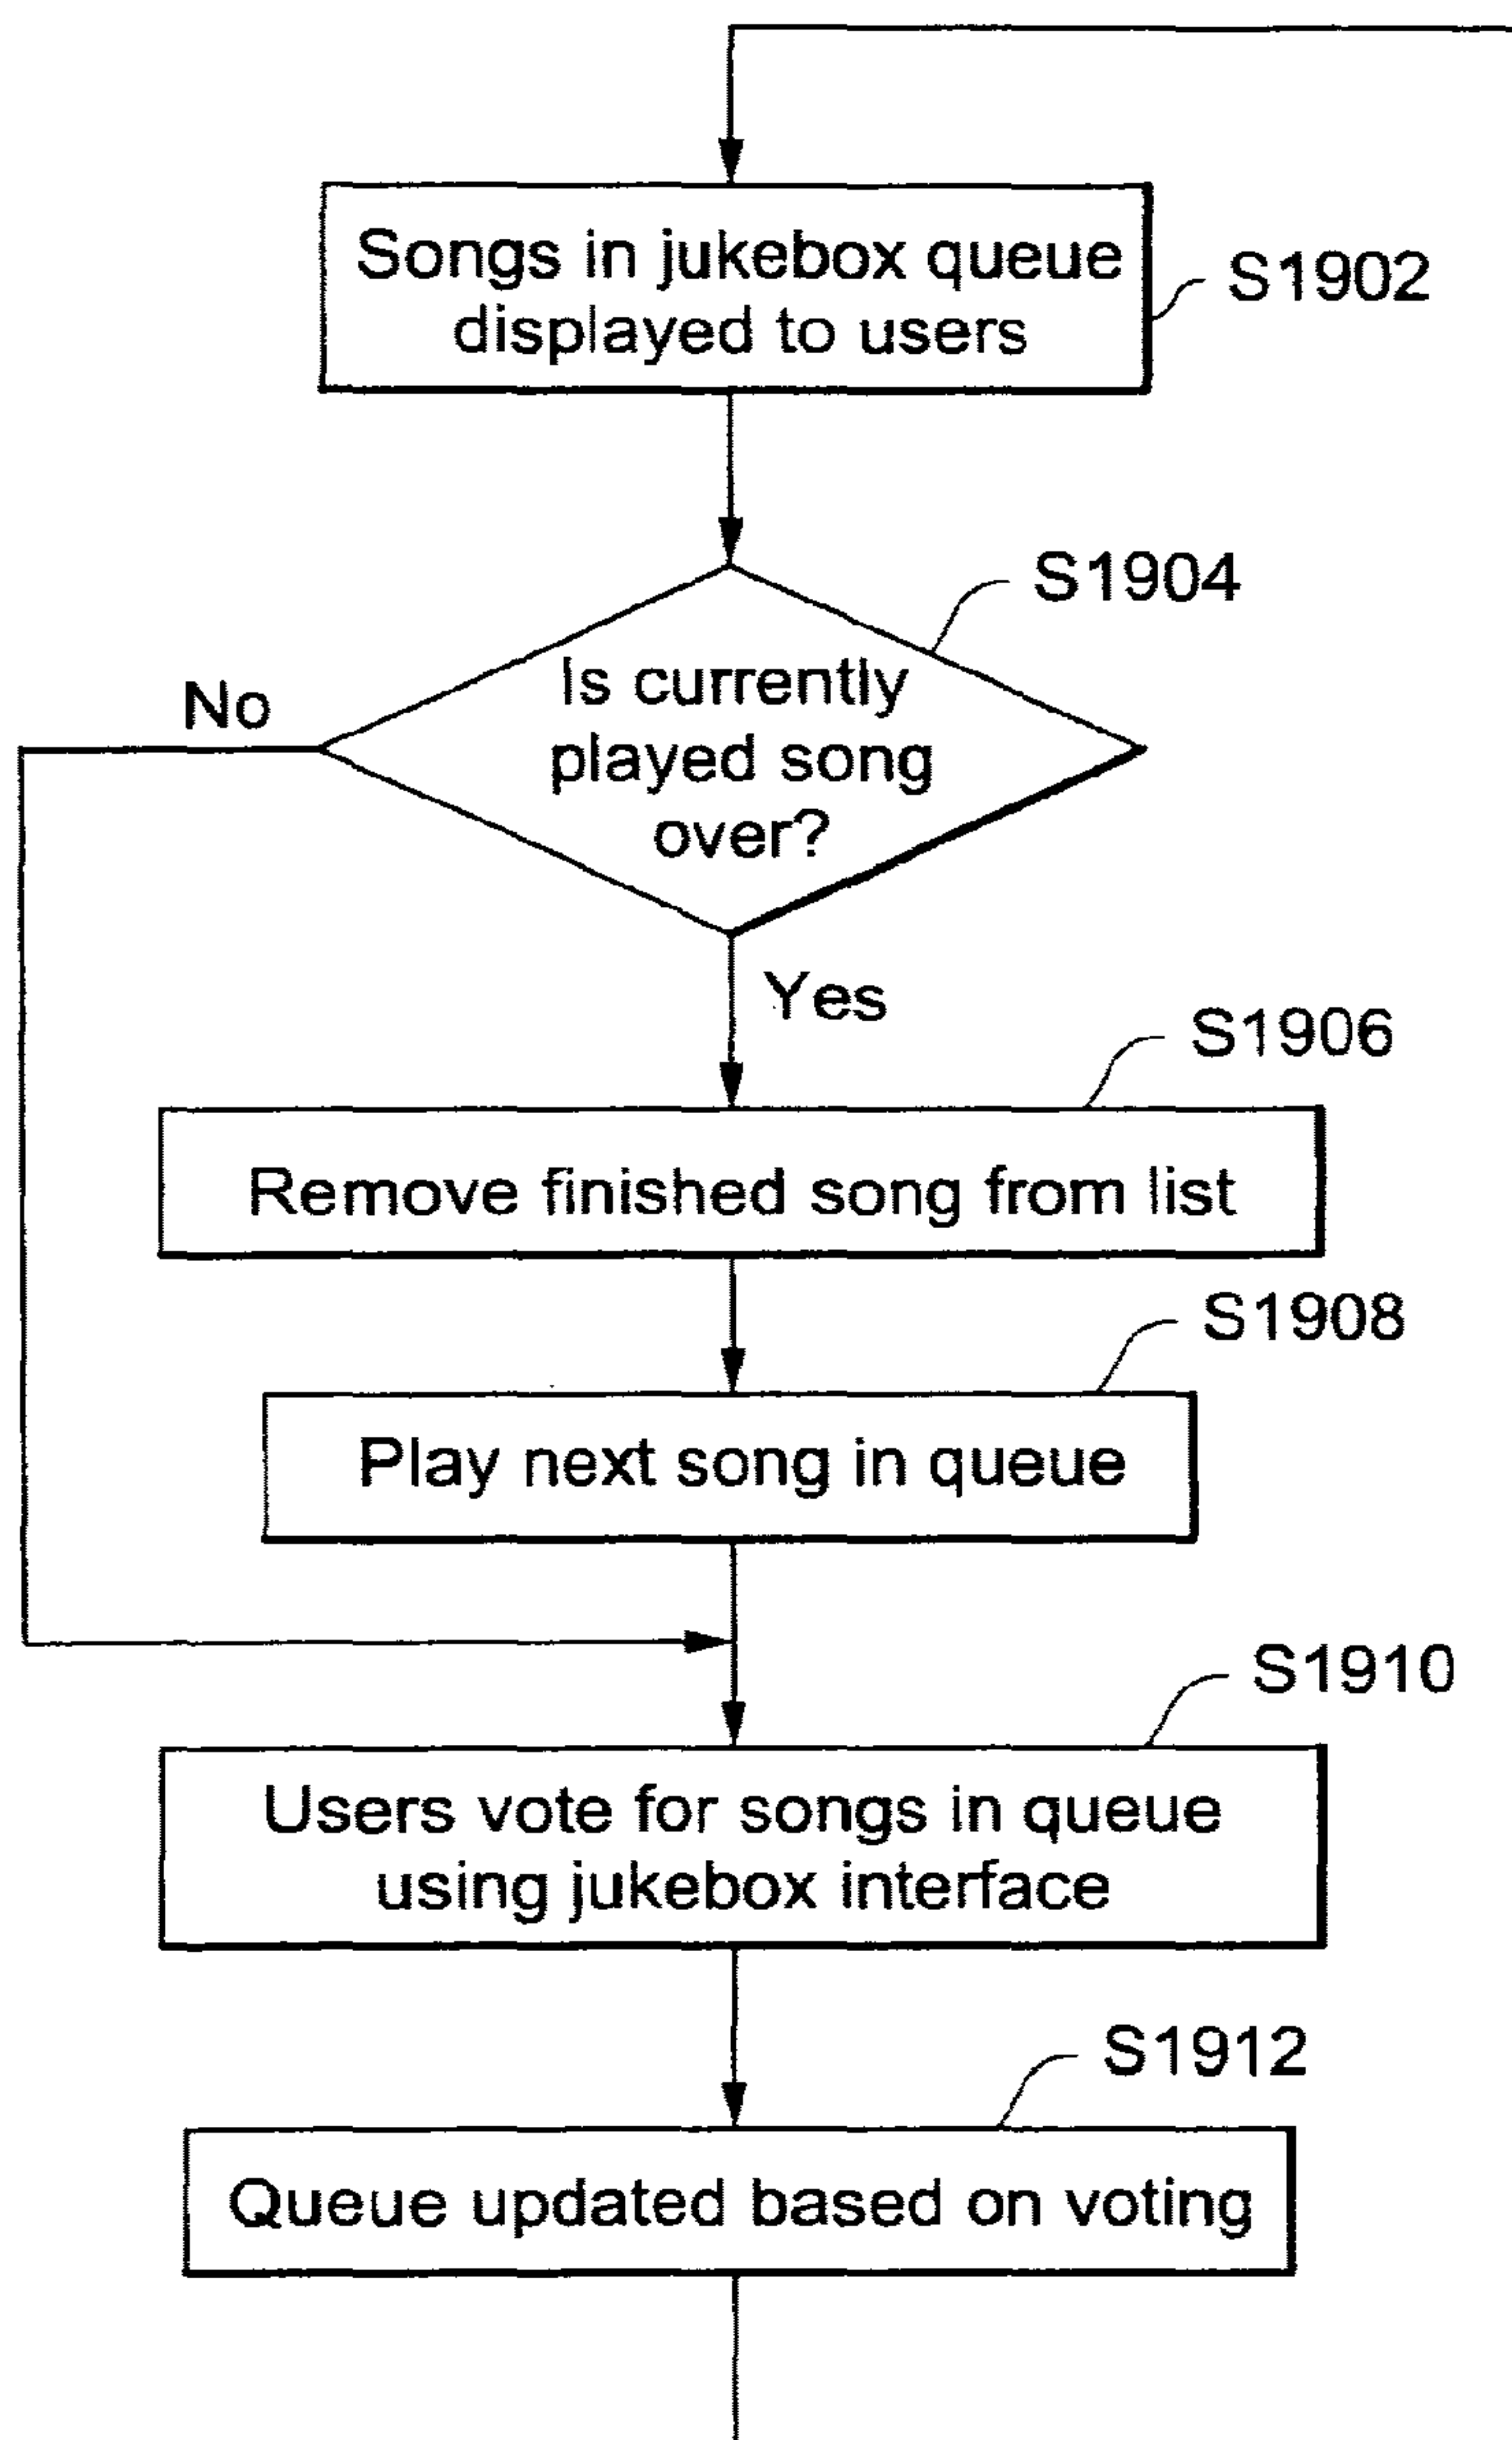 Songs in jukebox queue
displayed to users
S1902
S1904
Is currently
played song
over?
No
Yes
S1906
Remove finished song from list
S1908
Play next song in queue
S1910
Users vote for songs in queue
using jukebox interface
S1912
Queue updated based on voting